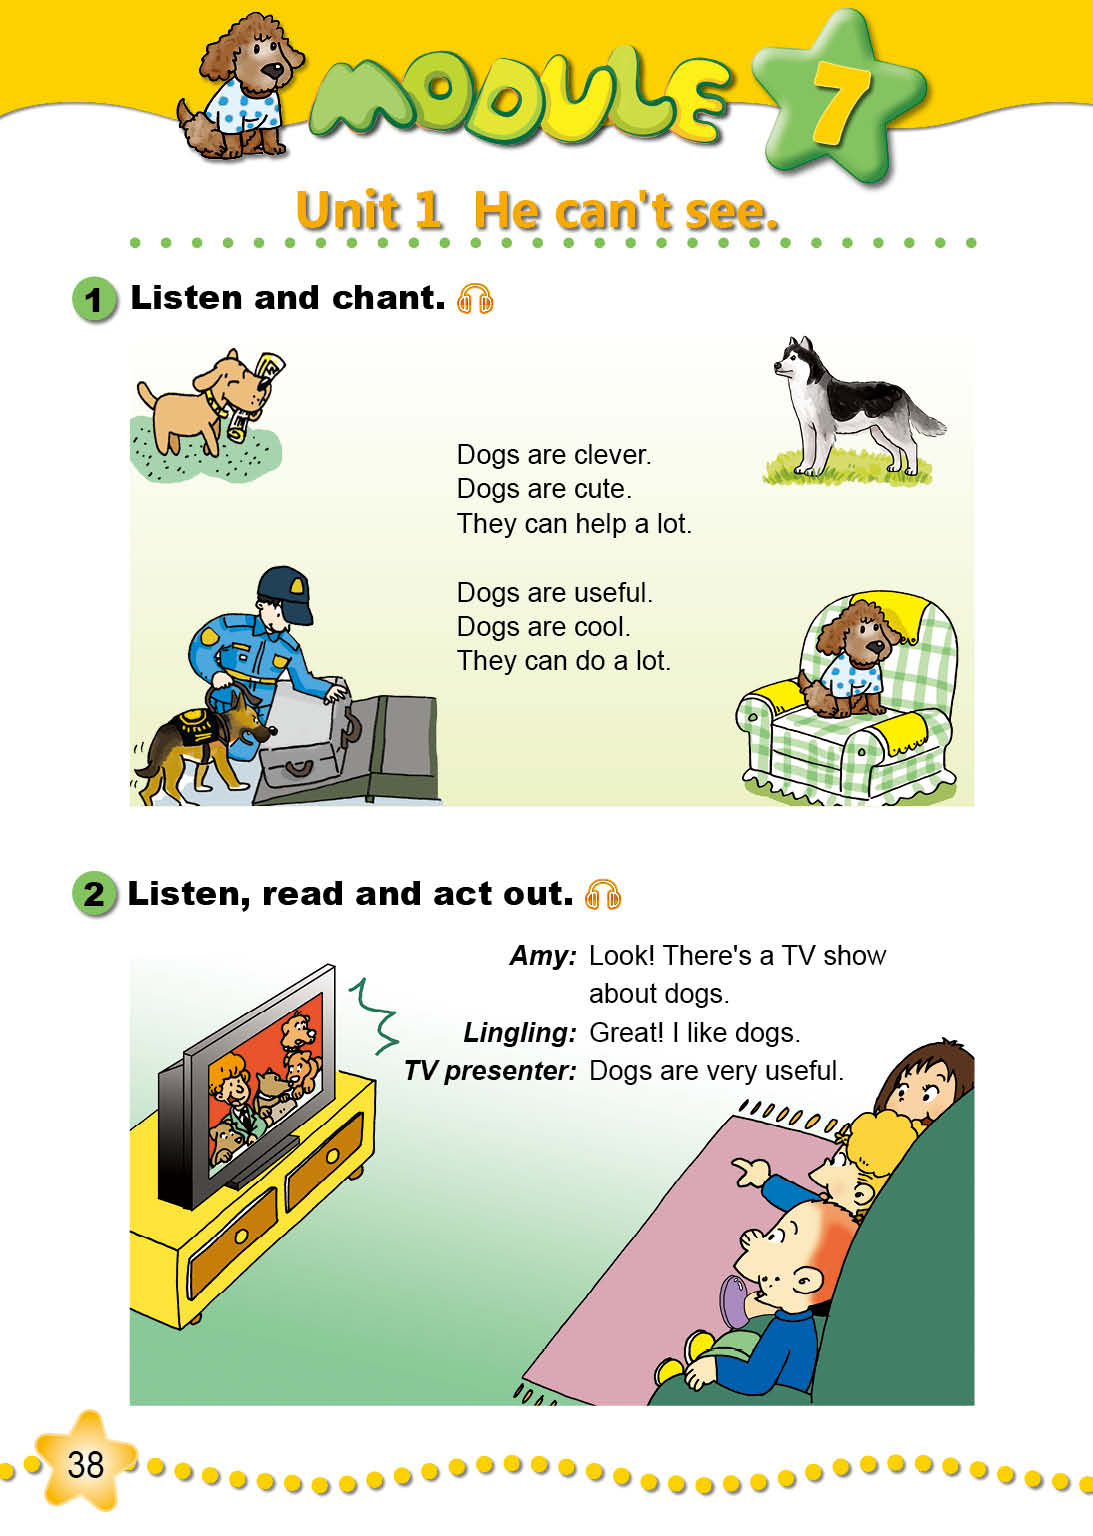 MODULE 7
Unit 1 He can't see.
1 Listen and chant.
Dogs are clever.
Dogs are cute.
They can help a lot.
Dogs are useful.
Dogs are cool.
They can do a lot.
2 Listen, read and act out.
Amy: Look! There's a TV show
about dogs.
Lingling: Great! I like dogs.
TV presenter: Dogs are very useful.
38